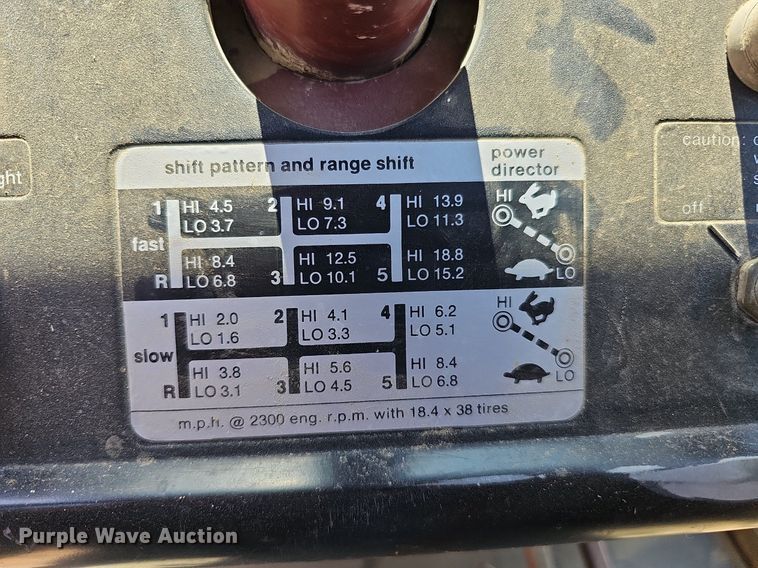 shift pattern and range shift power
director
1 HI 4.5 2 HI 9.1 4 HI 13.9 HI
LO 3.7 LO 7.3 LO 11.3
fast
HI 8.4 HI 12.5 HI 18.8
R LO 6.8 3 LO 10.1 5 LO 15.2 LO
1 HI 2.0 2 HI 4.1 4 HI 6.2 HI
LO 1.6 LO 3.3 LO 5.1
slow
HI 3.8 HI 5.6 HI 8.4
R LO 3.1 3 LO 4.5 5 LO 6.8 LO
m.p.h. @ 2300 eng. r.p.m. with 18.4 x 38 tires
ght
caution:
off
Purple Wave Auction